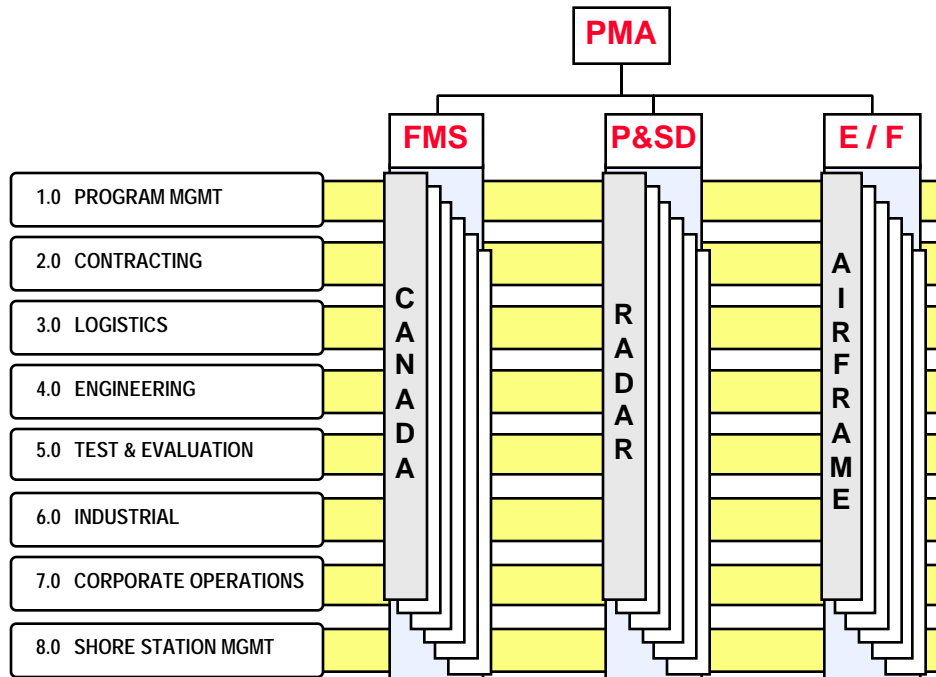 PMA
FMS
P&SD
E / F
1.0 PROGRAM MGMT
2.0 CONTRACTING
3.0 LOGISTICS
4.0 ENGINEERING
5.0 TEST & EVALUATION
6.0 INDUSTRIAL
7.0 CORPORATE OPERATIONS
8.0 SHORE STATION MGMT
CANADA
RADAR
AIRFRAME